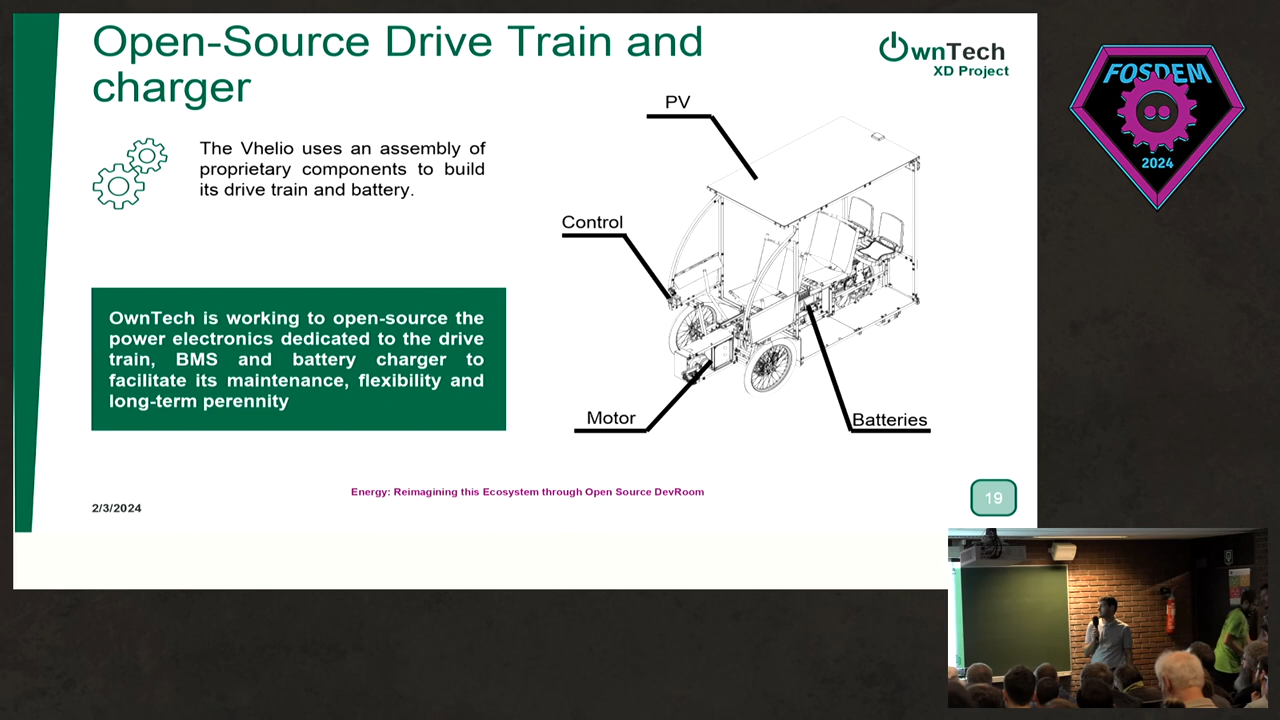 Open-Source Drive Train and
charger
OwnTech
XD Project
The Vhelio uses an assembly of
proprietary components to build
its drive train and battery.
OwnTech is working to open-source the
power electronics dedicated to the drive
train, BMS and battery charger to
facilitate its maintenance, flexibility and
long-term perennity
PV
Control
Motor
Batteries
Energy: Reimagining this Ecosystem through Open Source DevRoom
2/3/2024
19
FOSDEM
2024